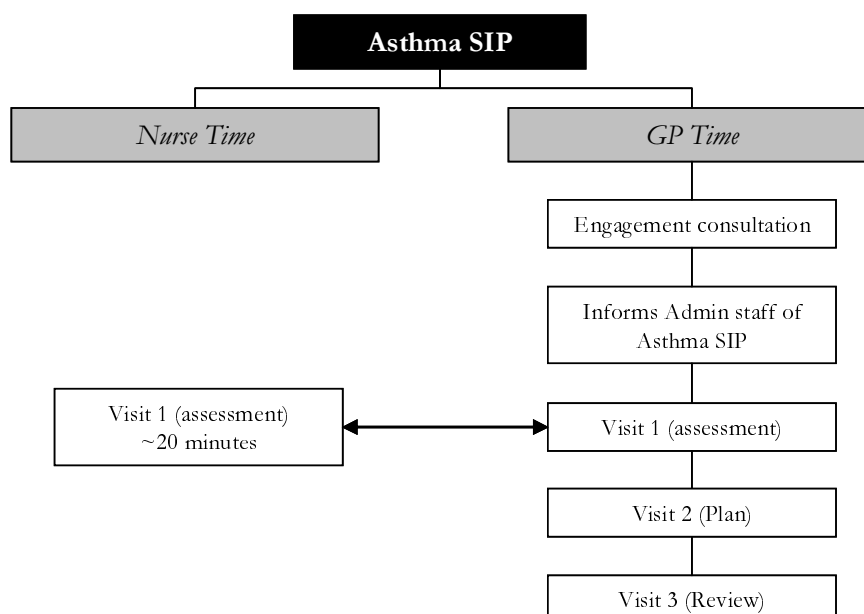 Asthma SIP
Nurse Time
GP Time
Engagement consultation
Informs Admin staff of
Asthma SIP
Visit 1 (assessment)
~20 minutes
Visit 1 (assessment)
Visit 2 (Plan)
Visit 3 (Review)